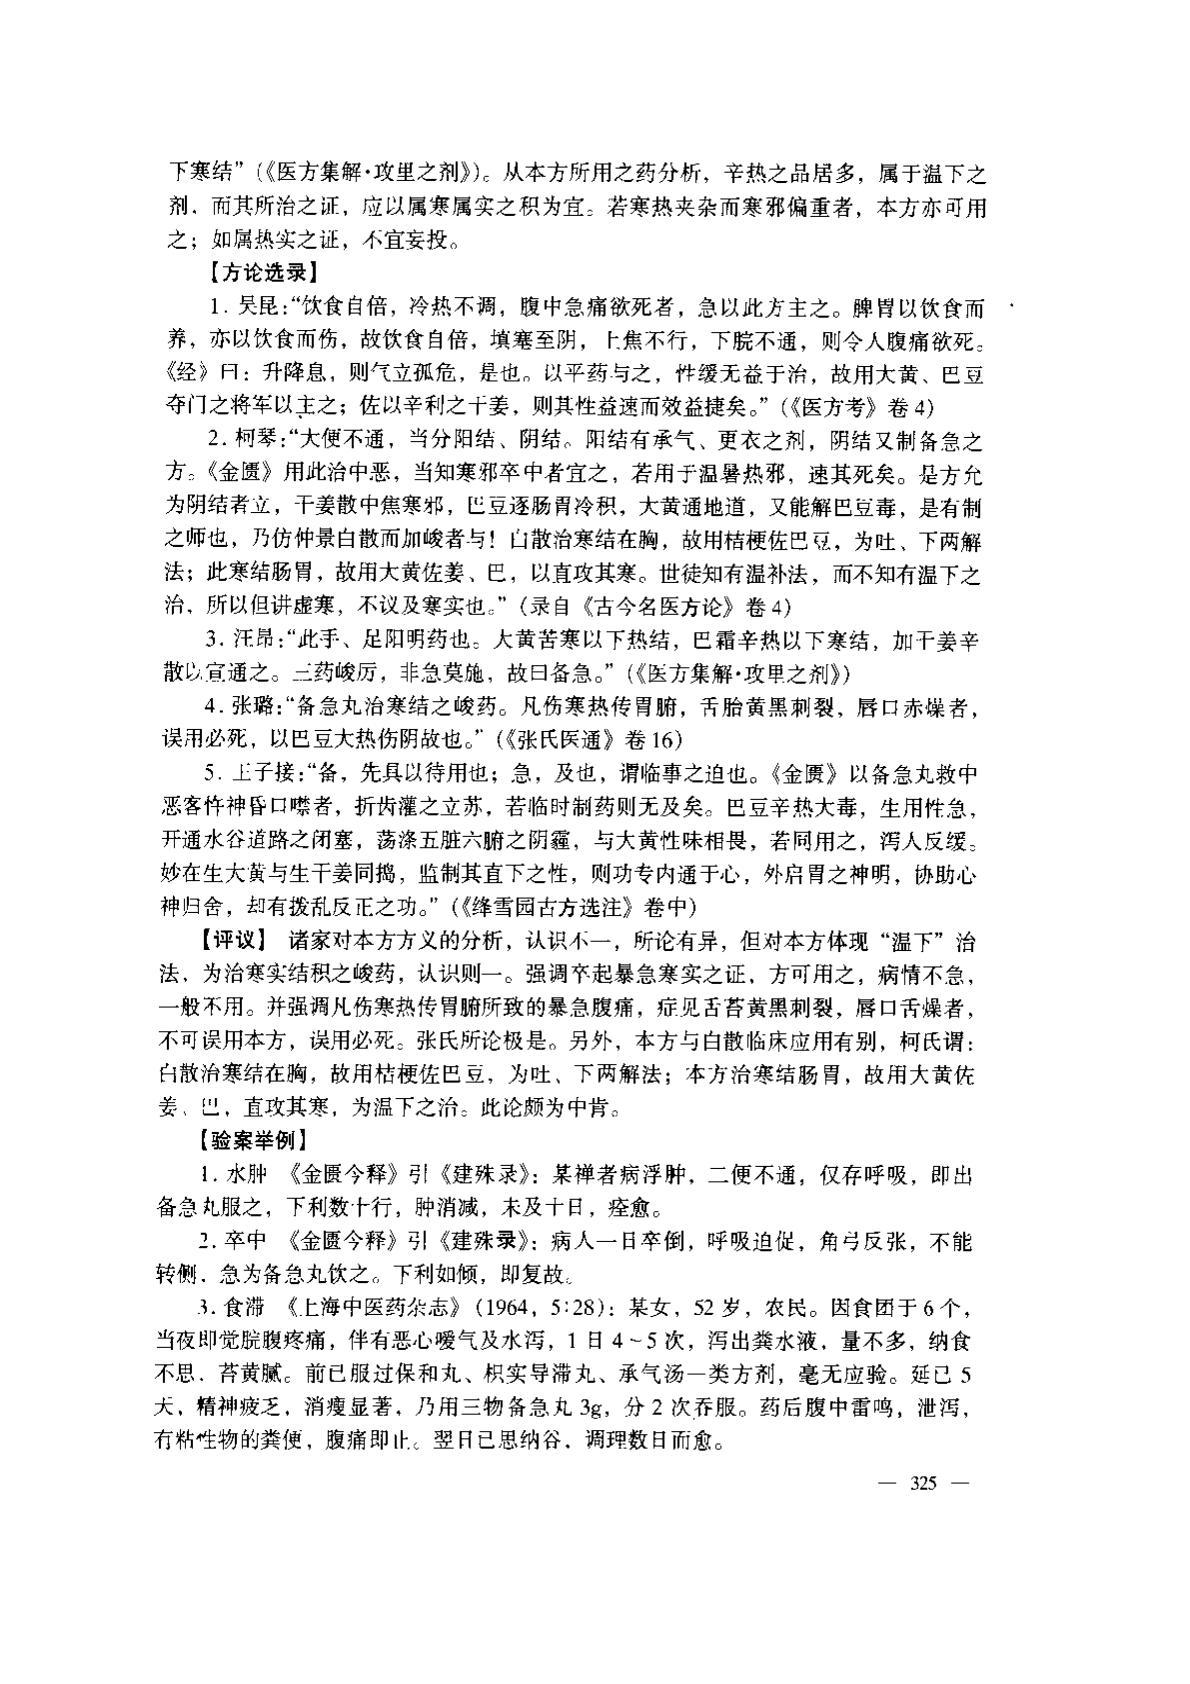 下寒结”(《医方集解·攻里之剂》)。从本方所用之药分析，辛热之品居多，属于温下之
剂，而其所治之证，应以属寒属实之积为宜。若寒热夹杂而寒邪偏重者，本方亦可用
之；如属热实之证，不宜妄投。
【方论选录】
1. 吴昆：“饮食自倍，冷热不调，腹中急痛欲死者，急以此方主之。脾胃以饮食而
养，亦以饮食而伤，故饮食自倍，填塞至阴，上焦不行，下脘不通，则令人腹痛欲死。
《经》曰：升降息，则气立孤危，是也。以平药与之，性缓无益于治，故用大黄、巴豆
夺门之将军以主之；佐以辛利之干姜，则其性益速而效益捷矣。”(《医方考》卷4)
2. 柯琴：“大便不通，当分阳结、阴结。阳结有承气、更衣之剂，阴结又制备急之
方。《金匮》用此治中恶，当知寒邪卒中者宜之，若用于温暑热邪，速其死矣。是方允
为阴结者立，干姜散中焦寒邪，巴豆逐肠胃冷积，大黄通地道，又能解巴豆毒，是有制
之师也，乃仿仲景白散而加峻者与！白散治寒结在胸，故用桔梗佐巴豆，为吐、下两解
法；此寒结肠胃，故用大黄佐姜、巴，以直攻其寒。世徒知有温补法，而不知有温下之
治，所以但讲虚寒，不议及寒实也。”(录自《古今名医方论》卷4)
3. 汪昂：“此手、足阳明药也。大黄苦寒以下热结，巴霜辛热以下寒结，加干姜辛
散以宣通之。三药峻厉，非急莫施，故曰备急。”(《医方集解·攻里之剂》)
4. 张璐：“备急丸治寒结之峻药。凡伤寒热传胃腑，舌胎黄黑刺裂，唇口赤燥者，
误用必死，以巴豆大热伤阴故也。”(《张氏医通》卷16)
5. 王子接：“备，先具以待用也；急，及也，谓临事之迫也。《金匮》以备急丸救中
恶客忤神昏口噤者，折齿灌之立苏，若临时制药则无及矣。巴豆辛热大毒，生用性急，
开通水谷道路之闭塞，荡涤五脏六腑之阴霾，与大黄性味相畏，若同用之，泻人反缓。
妙在生大黄与生干姜同捣，监制其直下之性，则功专内通于心，外启胃之神明，协助心
神归舍，却有拨乱反正之功。”(《绛雪园古方选注》卷中)
【评议】 诸家对本方方义的分析，认识不一，所论有异，但对本方体现“温下”治
法，为治寒实结积之峻药，认识则一。强调卒起暴急寒实之证，方可用之，病情不急，
一般不用。并强调凡伤寒热传胃腑所致的暴急腹痛，症见舌苔黄黑刺裂，唇口舌燥者，
不可误用本方，误用必死。张氏所论极是。另外，本方与白散临床应用有别，柯氏谓：
白散治寒结在胸，故用桔梗佐巴豆，为吐、下两解法；本方治寒结肠胃，故用大黄佐
姜、巴，直攻其寒，为温下之治。此论颇为中肯。
【验案举例】
1. 水肿 《金匮今释》引《建殊录》：某禅者病浮肿，二便不通，仅存呼吸，即出
备急丸服之，下利数十行，肿消减，未及十日，痊愈。
2. 卒中 《金匮今释》引《建殊录》：病人一日卒倒，呼吸迫促，角弓反张，不能
转侧，急为备急丸饮之。下利如倾，即复故。
3. 食滞 《上海中医药杂志》(1964，5∶28)：某女，52岁，农民。因食团子6个，
当夜即觉脘腹疼痛，伴有恶心嗳气及水泻，1日4~5次，泻出粪水液，量不多，纳食
不思，苔黄腻。前已服过保和丸、枳实导滞丸、承气汤一类方剂，毫无应验。延已5
天，精神疲乏，消瘦显著，乃用三物备急丸3g，分2次吞服。药后腹中雷鸣，泄泻，
有粘性物的粪便，腹痛即止。翌日已思纳谷，调理数日而愈。
— 325 —